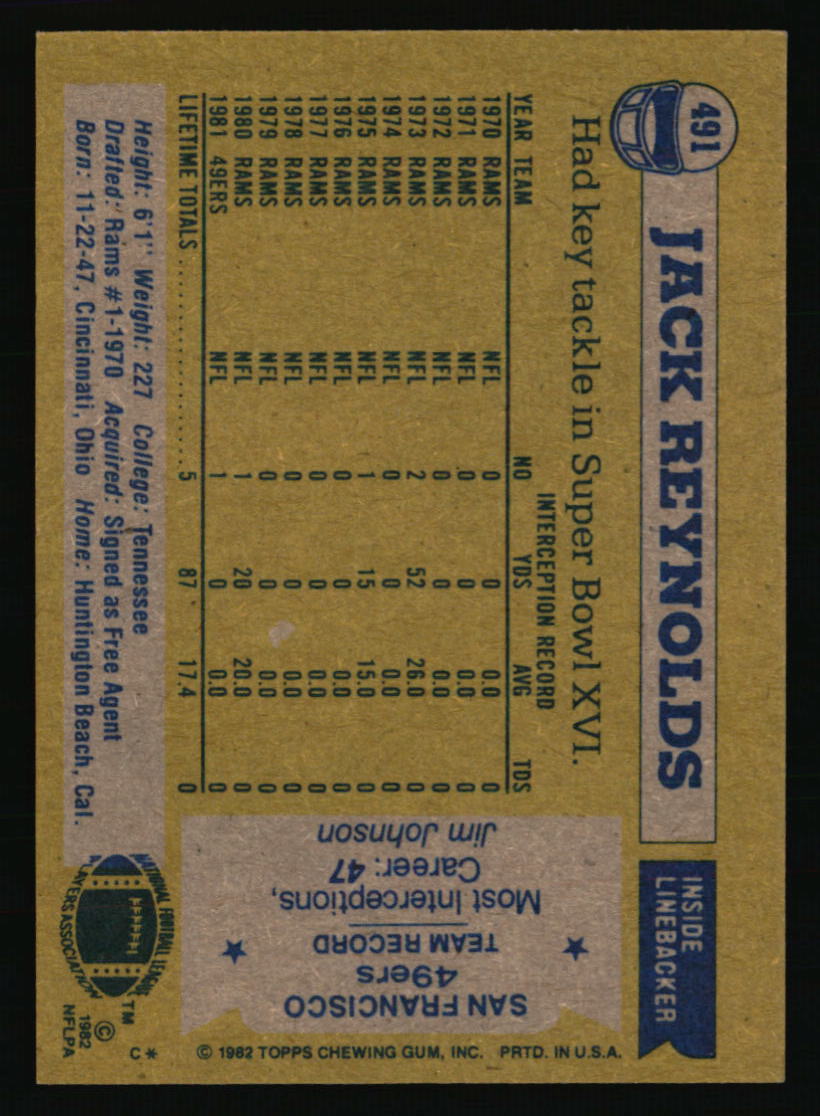 491
JACK REYNOLDS
INSIDE
LINEBACKER
Had key tackle in Super Bowl XVI.
INTERCEPTION RECORD
YEAR TEAM NO YDS AVG TDS
1970 RAMS NFL 0 0 0.0 0
1971 RAMS NFL 0 0 0.0 0
1972 RAMS NFL 0 0 0.0 0
1973 RAMS NFL 2 52 26.0 0
1974 RAMS NFL 0 0 0.0 0
1975 RAMS NFL 1 15 15.0 0
1976 RAMS NFL 0 0 0.0 0
1977 RAMS NFL 0 0 0.0 0
1978 RAMS NFL 0 0 0.0 0
1979 RAMS NFL 0 0 0.0 0
1980 RAMS NFL 1 20 20.0 0
1981 49ERS NFL 1 0 0.0 0
LIFETIME TOTALS .................... 5 87 17.4 0
Height: 6'1" Weight: 227 College: Tennessee
Drafted: Rams #1-1970 Acquired: Signed as Free Agent
Born: 11-22-47, Cincinnati, Ohio Home: Huntington Beach, Cal.
SAN FRANCISCO
49ers
TEAM RECORD
Most Interceptions,
Career: 47
Jim Johnson
NATIONAL FOOTBALL LEAGUE
PLAYERS ASSOCIATION
TM
© 1982
NFLPA
C*
© 1982 TOPPS CHEWING GUM, INC. PRTD. IN U.S.A.